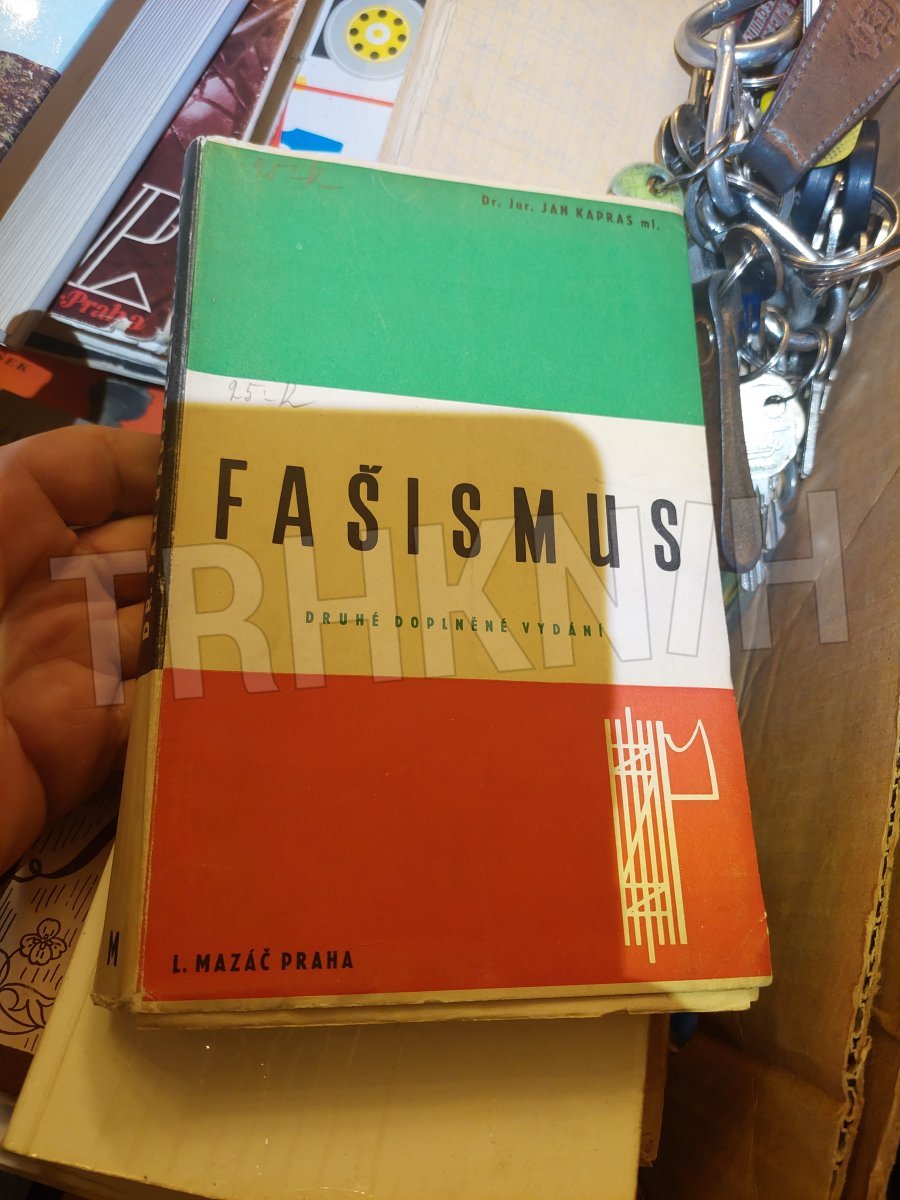 Dr. Jur. JAN KAPRAS ml.
25-K
FAŠISMUS
DRUHÉ DOPLNĚNÉ VYDÁNÍ
L. MAZÁČ PRAHA
M
Praha
TRHKNIH